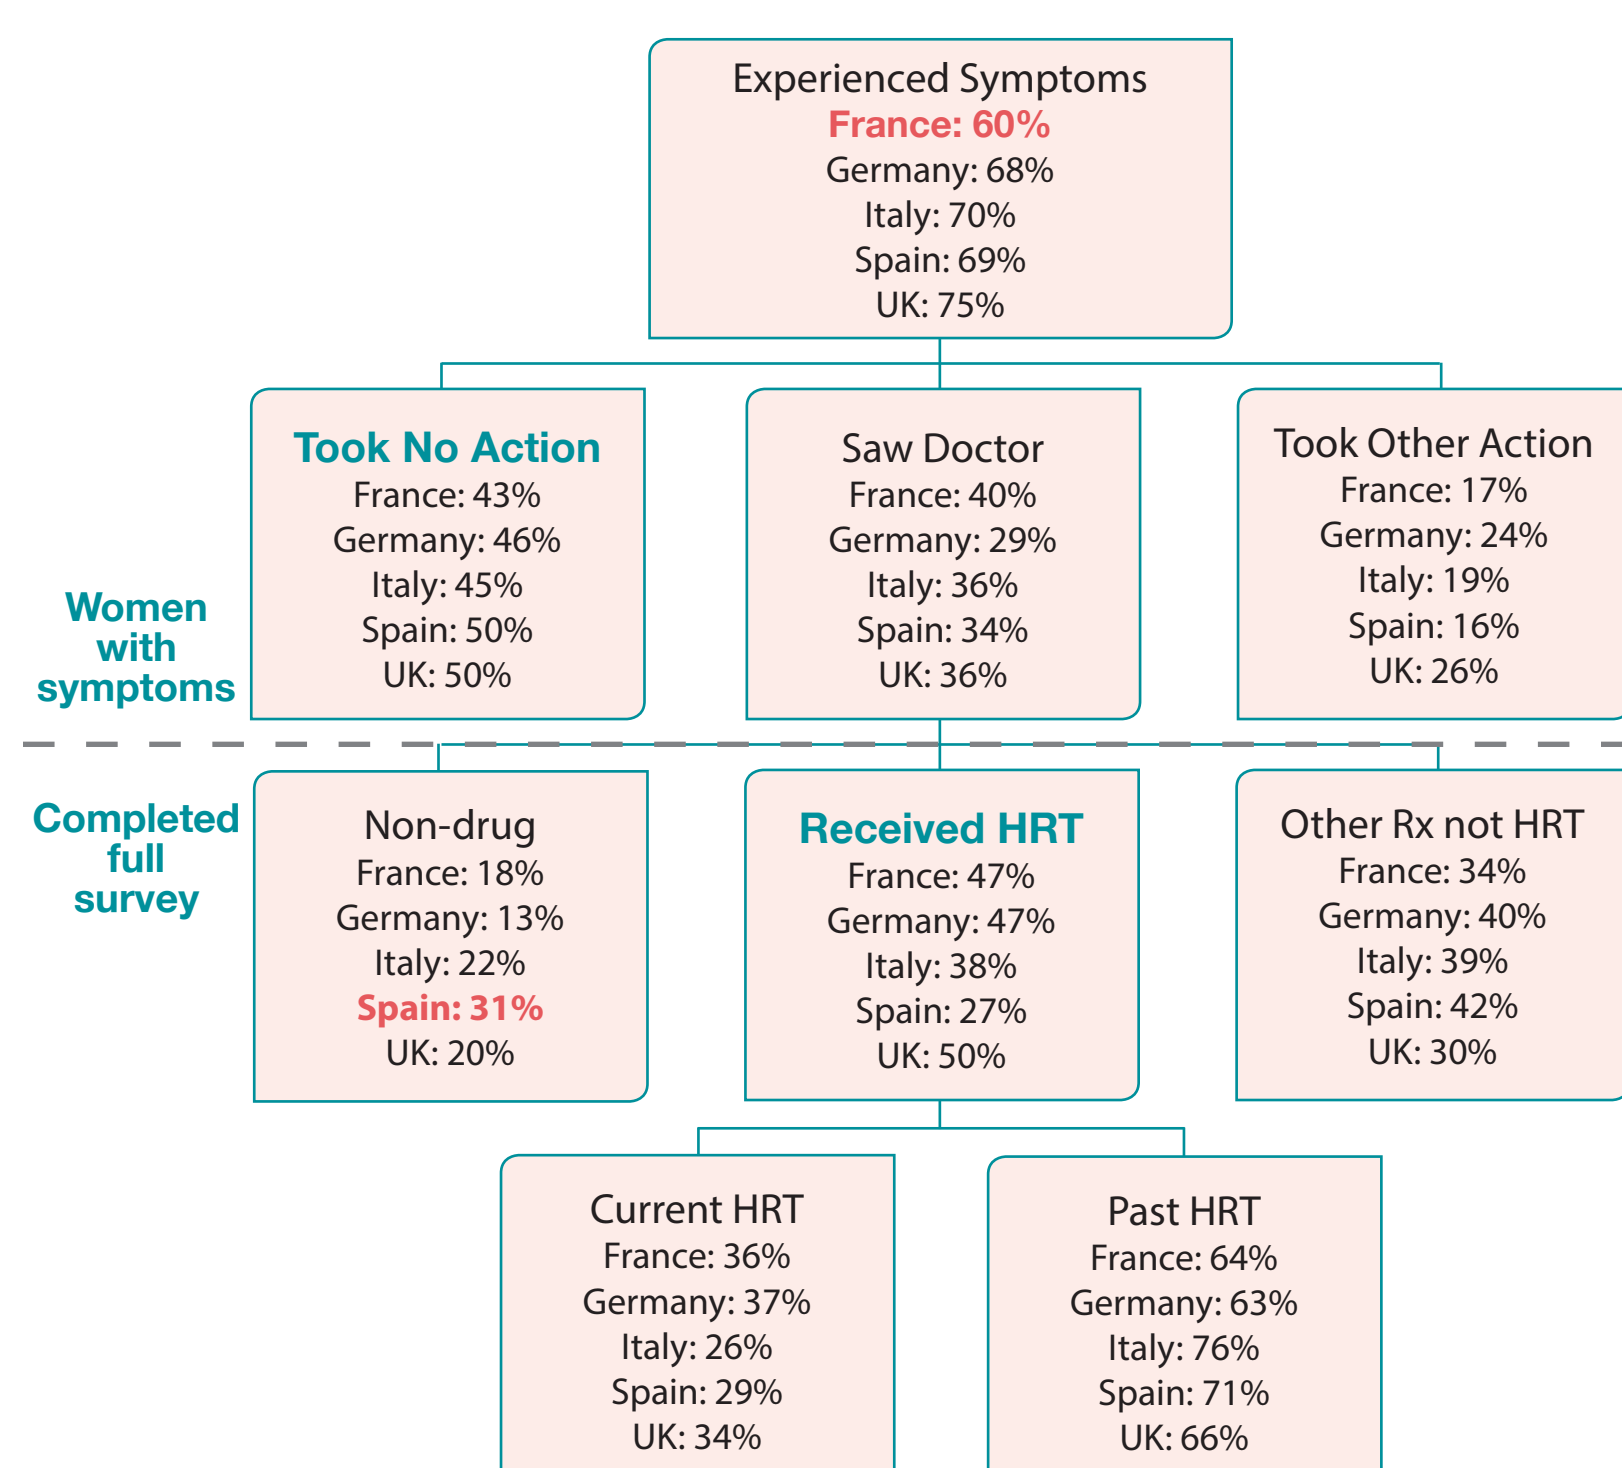 Experienced Symptoms
France: 60%
Germany: 68%
Italy: 70%
Spain: 69%
UK: 75%
Women
with
symptoms
Took No Action
France: 43%
Germany: 46%
Italy: 45%
Spain: 50%
UK: 50%
Saw Doctor
France: 40%
Germany: 29%
Italy: 36%
Spain: 34%
UK: 36%
Took Other Action
France: 17%
Germany: 24%
Italy: 19%
Spain: 16%
UK: 26%
Completed
full
survey
Non-drug
France: 18%
Germany: 13%
Italy: 22%
Spain: 31%
UK: 20%
Received HRT
France: 47%
Germany: 47%
Italy: 38%
Spain: 27%
UK: 50%
Other Rx not HRT
France: 34%
Germany: 40%
Italy: 39%
Spain: 42%
UK: 30%
Current HRT
France: 36%
Germany: 37%
Italy: 26%
Spain: 29%
UK: 34%
Past HRT
France: 64%
Germany: 63%
Italy: 76%
Spain: 71%
UK: 66%